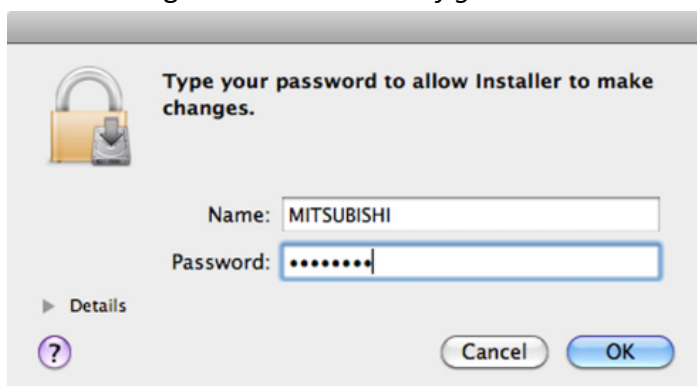 Type your password to allow Installer to make
changes.
Name: MITSUBISHI
Password: ••••••••
Details
?
Cancel OK